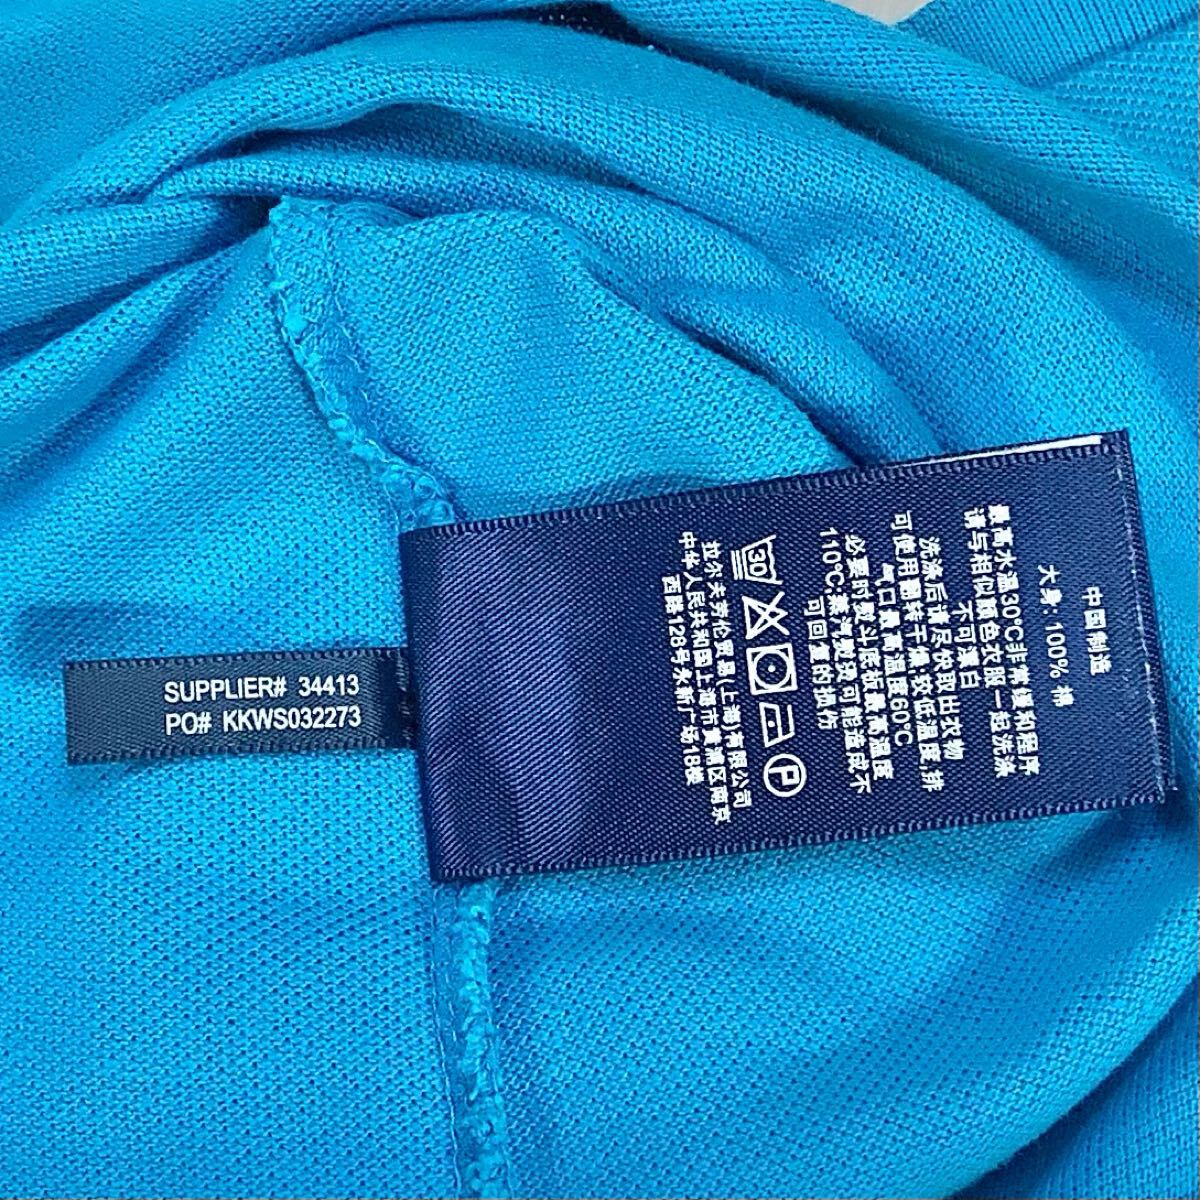 SUPPLIER# 34413
PO# KKWS032273
中国制造
大身: 100% 棉
最高水温30°C非常缓和程序
请与相似颜色衣服一起洗涤
不可漂白
洗涤后请尽快取出衣物
可使用翻转干燥,较低温度,排
气口最高温度60°C
必要时熨斗底板最高温度
110°C;蒸汽熨烫可能造成不
可回复的损伤
30
P
拉尔夫劳伦贸易(上海)有限公司
中华人民共和国上海市黄浦区南京
西路128号永新广场18楼